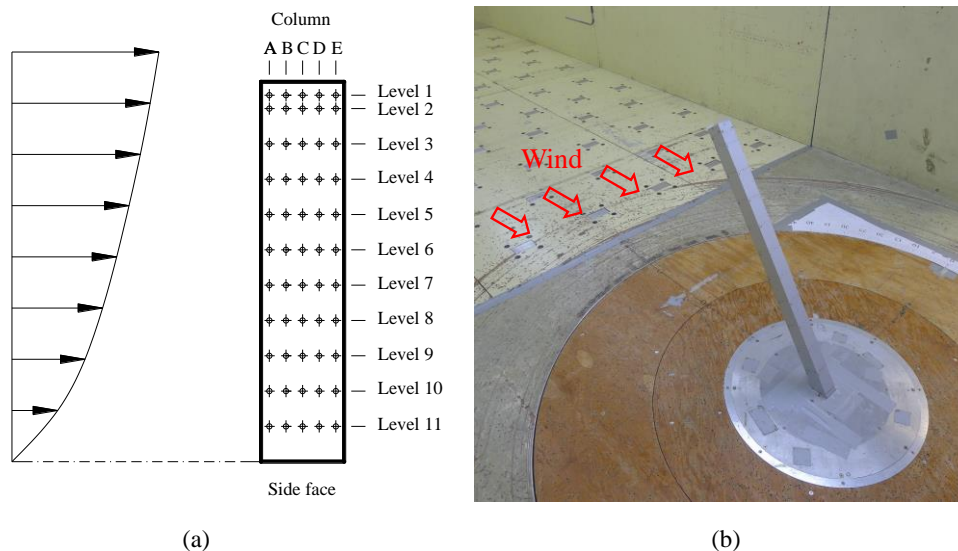 Column
A B C D E
Level 1
Level 2
Level 3
Level 4
Level 5
Level 6
Level 7
Level 8
Level 9
Level 10
Level 11
Side face
(a)
Wind
(b)